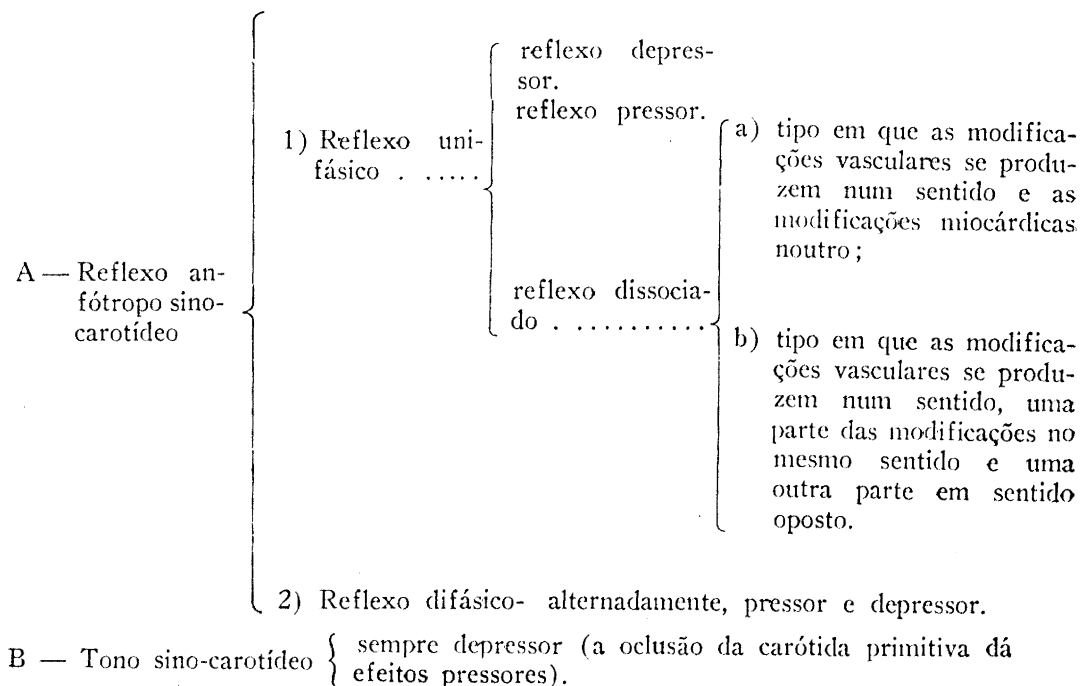 reflexo depres-
sor.
reflexo pressor.
1) Reflexo uni-
fásico . .....
a) tipo em que as modifica-
ções vasculares se produ-
zem num sentido e as
modificações miocárdicas
noutro;
A — Reflexo an-
fótropo sino-
carotídeo
reflexo dissocia-
do . ..........
b) tipo em que as modifica-
ções vasculares se produ-
zem num sentido, uma
parte das modificações no
mesmo sentido e uma
outra parte em sentido
oposto.
2) Reflexo difásico- alternadamente, pressor e depressor.
B — Tono sino-carotídeo { sempre depressor (a oclusão da carótida primitiva dá
efeitos pressores).